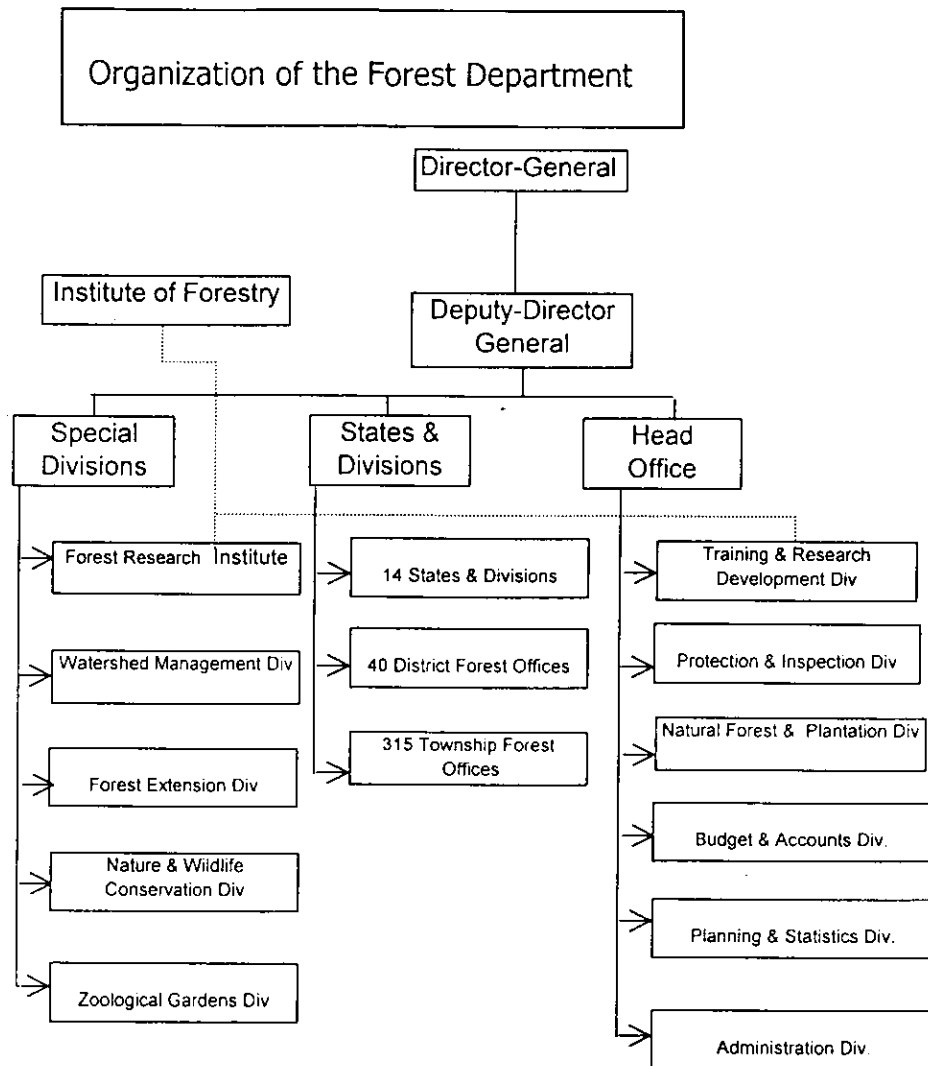 Organization of the Forest Department
Director-General
Institute of Forestry
Deputy-Director
General
Special
Divisions
States &
Divisions
Head
Office
Forest Research Institute
Watershed Management Div
Forest Extension Div
Nature & Wildlife
Conservation Div
Zoological Gardens Div
14 States & Divisions
40 District Forest Offices
315 Township Forest
Offices
Training & Research
Development Div
Protection & Inspection Div
Natural Forest & Plantation Div
Budget & Accounts Div.
Planning & Statistics Div.
Administration Div.